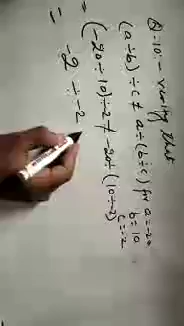 Q:10:- verify that
(a÷b)÷c ≠ a÷(b÷c) for a=-20
b=10
c=-2
= (-20÷10)÷-2 ≠ -20÷(10÷-2)
= -2 ÷ -2